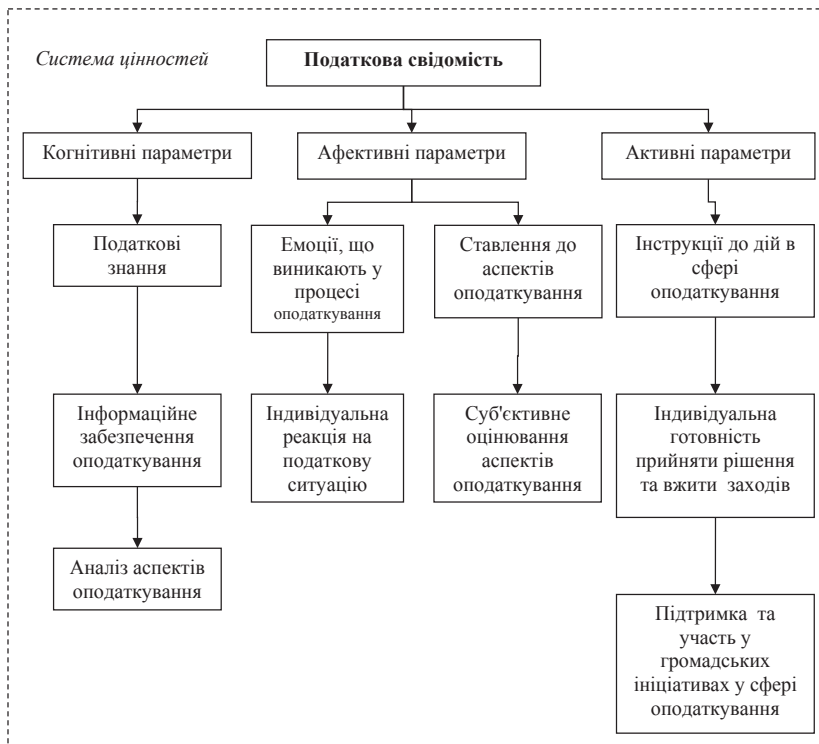 Система цінностей
Податкова свідомість
Когнітивні параметри
Афективні параметри
Активні параметри
Податкові
знання
Емоції, що
виникають у
процесі
оподаткування
Ставлення до
аспектів
оподаткування
Інструкції до дій в
сфері
оподаткування
Інформаційне
забезпечення
оподаткування
Індивідуальна
реакція на
податкову
ситуацію
Суб'єктивне
оцінювання
аспектів
оподаткування
Індивідуальна
готовність
прийняти рішення
та вжити  заходів
Аналіз аспектів
оподаткування
Підтримка  та
участь у
громадських
ініціативах у сфері
оподаткування